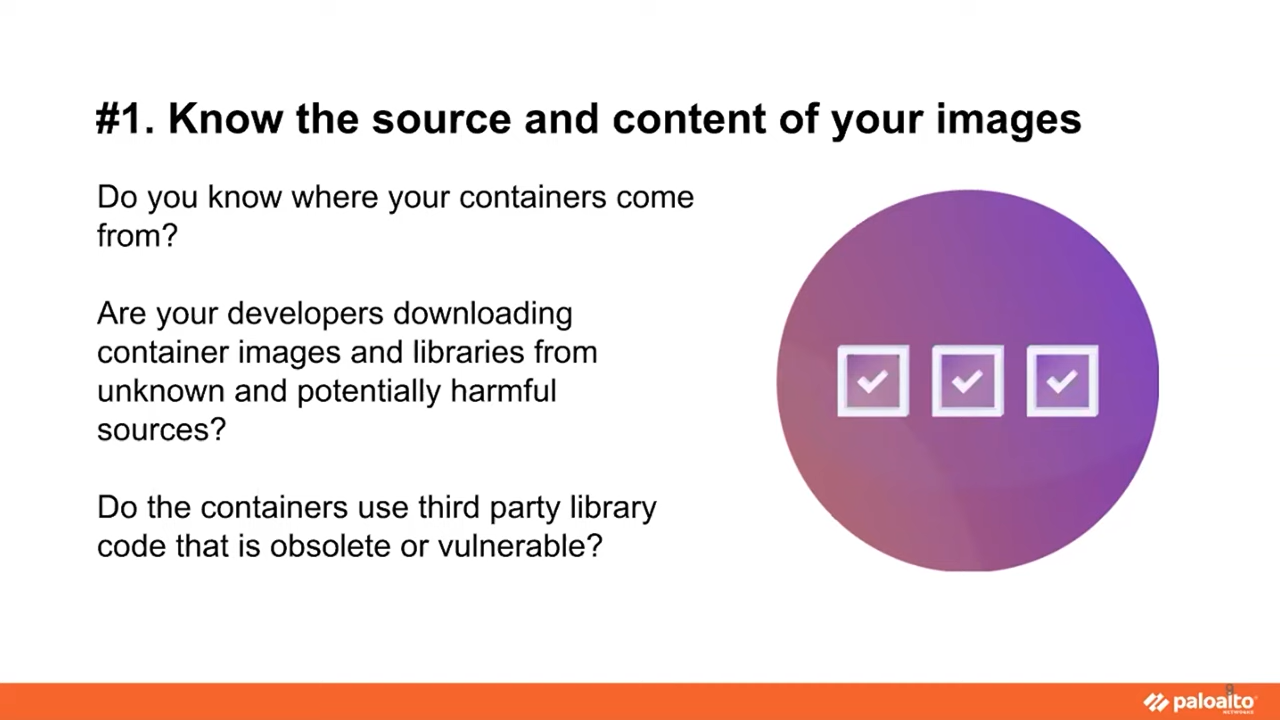 #1. Know the source and content of your images
Do you know where your containers come
from?
Are your developers downloading
container images and libraries from
unknown and potentially harmful
sources?
Do the containers use third party library
code that is obsolete or vulnerable?
paloalto
NETWORKS